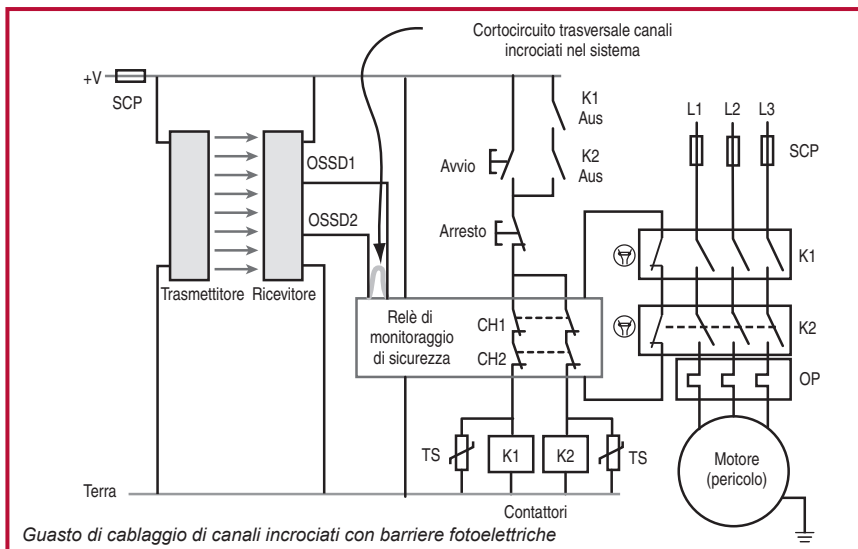 Cortocircuito trasversale canali
incrociati nel sistema
+V
SCP
K1
Aus
L1 L2 L3
OSSD1
Avvio
K2
Aus
SCP
OSSD2
Arresto
K1
Trasmettitore Ricevitore
Relè di
monitoraggio
di sicurezza
CH1
CH2
K2
OP
TS K1 K2 TS
Motore
(pericolo)
Terra
Contattori
Guasto di cablaggio di canali incrociati con barriere fotoelettriche